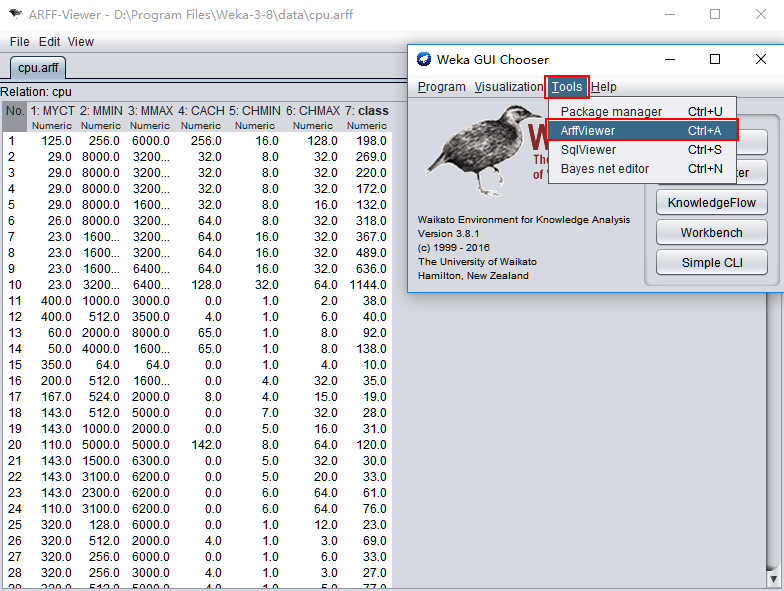 ARFF-Viewer - D:\Program Files\Weka-3-8\data\cpu.arff
File Edit View
cpu.arff
Relation: cpu
No. 1: MYCT 2: MMIN 3: MMAX 4: CACH 5: CHMIN 6: CHMAX 7: class
Numeric Numeric Numeric Numeric Numeric Numeric Numeric
1 125.0 256.0 6000.0 256.0 16.0 128.0 198.0
2 29.0 8000.0 3200... 32.0 8.0 32.0 269.0
3 29.0 8000.0 3200... 32.0 8.0 32.0 220.0
4 29.0 8000.0 3200... 32.0 8.0 32.0 172.0
5 29.0 8000.0 1600... 32.0 8.0 16.0 132.0
6 26.0 8000.0 3200... 64.0 8.0 32.0 318.0
7 23.0 1600... 3200... 64.0 16.0 32.0 367.0
8 23.0 1600... 3200... 64.0 16.0 32.0 489.0
9 23.0 1600... 6400... 64.0 16.0 32.0 636.0
10 23.0 3200... 6400... 128.0 32.0 64.0 1144.0
11 400.0 1000.0 3000.0 0.0 1.0 2.0 38.0
12 400.0 512.0 3500.0 4.0 1.0 6.0 40.0
13 60.0 2000.0 8000.0 65.0 1.0 8.0 92.0
14 50.0 4000.0 1600... 65.0 1.0 8.0 138.0
15 350.0 64.0 64.0 0.0 1.0 4.0 10.0
16 200.0 512.0 1600... 0.0 4.0 32.0 35.0
17 167.0 524.0 2000.0 8.0 4.0 15.0 19.0
18 143.0 512.0 5000.0 0.0 7.0 32.0 28.0
19 143.0 1000.0 2000.0 0.0 5.0 16.0 31.0
20 110.0 5000.0 5000.0 142.0 8.0 64.0 120.0
21 143.0 1500.0 6300.0 0.0 5.0 32.0 30.0
22 143.0 3100.0 6200.0 0.0 5.0 20.0 33.0
23 143.0 2300.0 6200.0 0.0 6.0 64.0 61.0
24 110.0 3100.0 6200.0 0.0 6.0 64.0 76.0
25 320.0 128.0 6000.0 0.0 1.0 12.0 23.0
26 320.0 512.0 2000.0 4.0 1.0 3.0 69.0
27 320.0 256.0 6000.0 0.0 1.0 6.0 33.0
28 320.0 256.0 3000.0 4.0 1.0 3.0 27.0
29 320.0 512.0 5000.0 4.0 1.0 5.0 77.0
Weka GUI Chooser
Program Visualization Tools Help
Package manager Ctrl+U
ArffViewer Ctrl+A
SqlViewer Ctrl+S
Bayes net editor Ctrl+N
W
The
of
KnowledgeFlow
Workbench
Simple CLI
Waikato Environment for Knowledge Analysis
Version 3.8.1
(c) 1999 - 2016
The University of Waikato
Hamilton, New Zealand